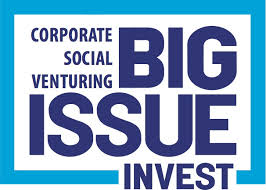 CORPORATE
SOCIAL
VENTURING
BIG
ISSUE
INVEST